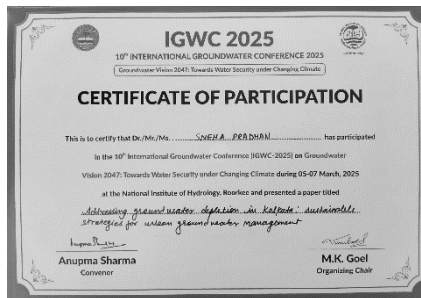 IGWC 2025
10th INTERNATIONAL GROUNDWATER CONFERENCE 2025
Groundwater Vision 2047: Towards Water Security under Changing Climate
CERTIFICATE OF PARTICIPATION
This is to certify that Dr./Mr./Ms. SNEHA PRADHAN has participated
in the 10th International Groundwater Conference (IGWC-2025) on Groundwater
Vision 2047: Towards Water Security under Changing Climate during 05-07 March, 2025
at the National Institute of Hydrology, Roorkee and presented a paper titled
Addressing groundwater depletion in Kolkata: sustainable
strategies for urban groundwater management
Anupma Sharma
Convener
M.K. Goel
Organizing Chair